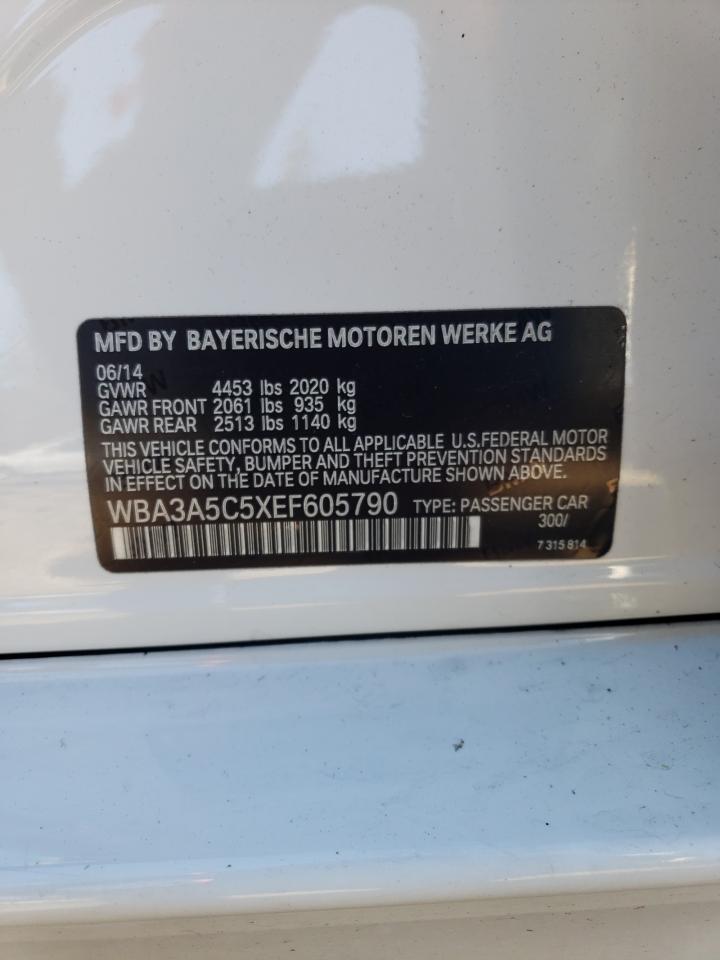 MFD BY BAYERISCHE MOTOREN WERKE AG
06/14
GVWR 4453 lbs 2020 kg
GAWR FRONT 2061 lbs 935 kg
GAWR REAR 2513 lbs 1140 kg
THIS VEHICLE CONFORMS TO ALL APPLICABLE U.S.FEDERAL MOTOR
VEHICLE SAFETY, BUMPER AND THEFT PREVENTION STANDARDS
IN EFFECT ON THE DATE OF MANUFACTURE SHOWN ABOVE.
WBA3A5C5XEF605790 TYPE: PASSENGER CAR
300/
7 315 814